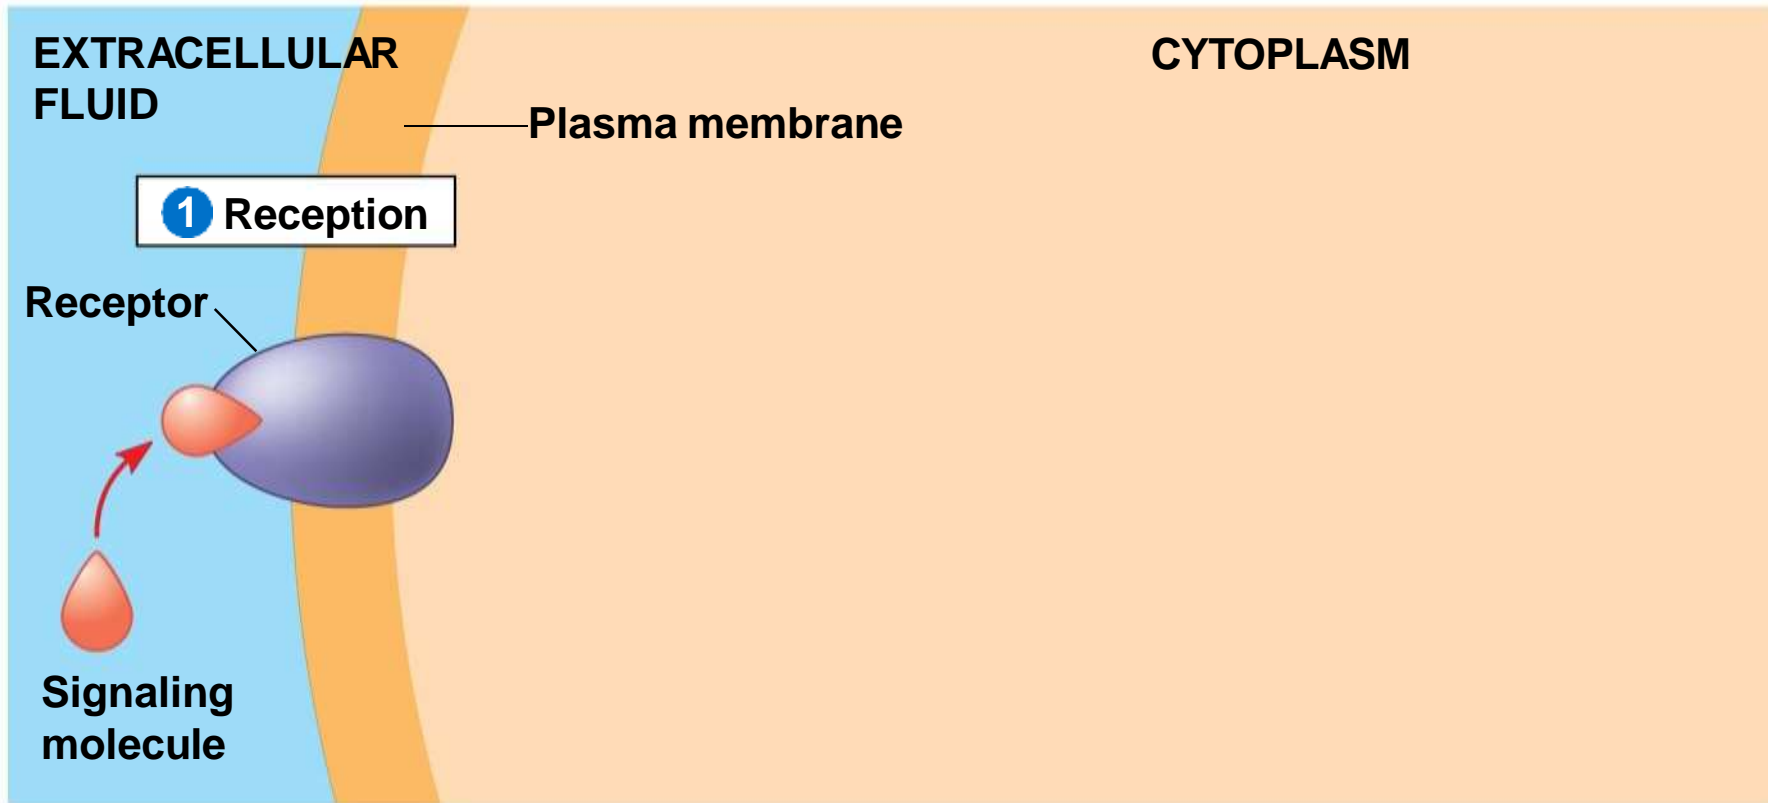 EXTRACELLULAR
FLUID
CYTOPLASM
Plasma membrane
1 Reception
Receptor
Signaling
molecule